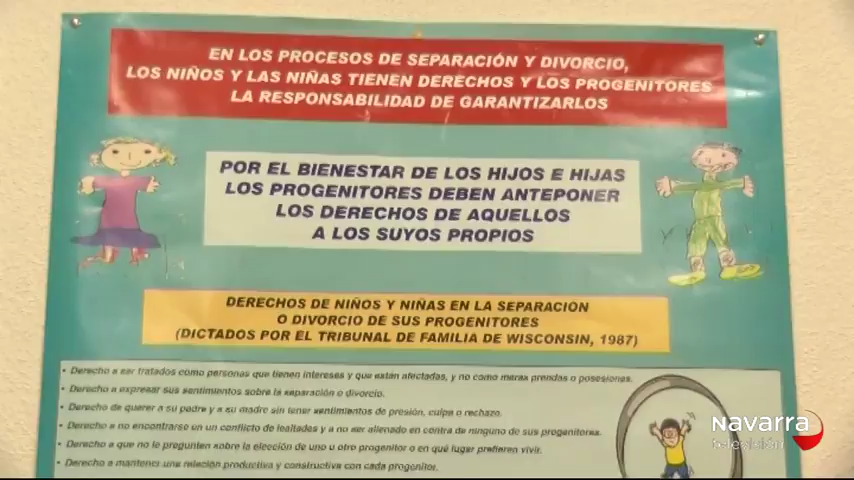 EN LOS PROCESOS DE SEPARACIÓN Y DIVORCIO,
LOS NIÑOS Y LAS NIÑAS TIENEN DERECHOS Y LOS PROGENITORES
LA RESPONSABILIDAD DE GARANTIZARLOS
POR EL BIENESTAR DE LOS HIJOS E HIJAS
LOS PROGENITORES DEBEN ANTEPONER
LOS DERECHOS DE AQUELLOS
A LOS SUYOS PROPIOS
DERECHOS DE NIÑOS Y NIÑAS EN LA SEPARACIÓN
O DIVORCIO DE SUS PROGENITORES
(DICTADOS POR EL TRIBUNAL DE FAMILIA DE WISCONSIN, 1987)
• Derecho a ser tratados como personas que tienen intereses y que están afectadas, y no como meras prendas o posesiones.
• Derecho a expresar sus sentimientos sobre la separación o divorcio.
• Derecho de querer a su padre y a su madre sin tener sentimientos de presión, culpa o rechazo.
• Derecho a no encontrarse en un conflicto de lealtades y a no ser alienado en contra de ninguno de sus progenitores.
• Derecho a que no le pregunten sobre la elección de uno u otro progenitor o en qué lugar prefieren vivir.
• Derecho a mantener una relación productiva y constructiva con cada progenitor.
navarra
televisión